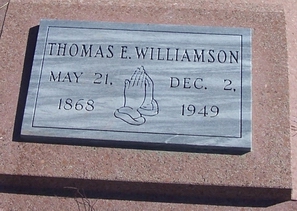 THOMAS E. WILLIAMSON
MAY 21, DEC. 2,
1868 1949